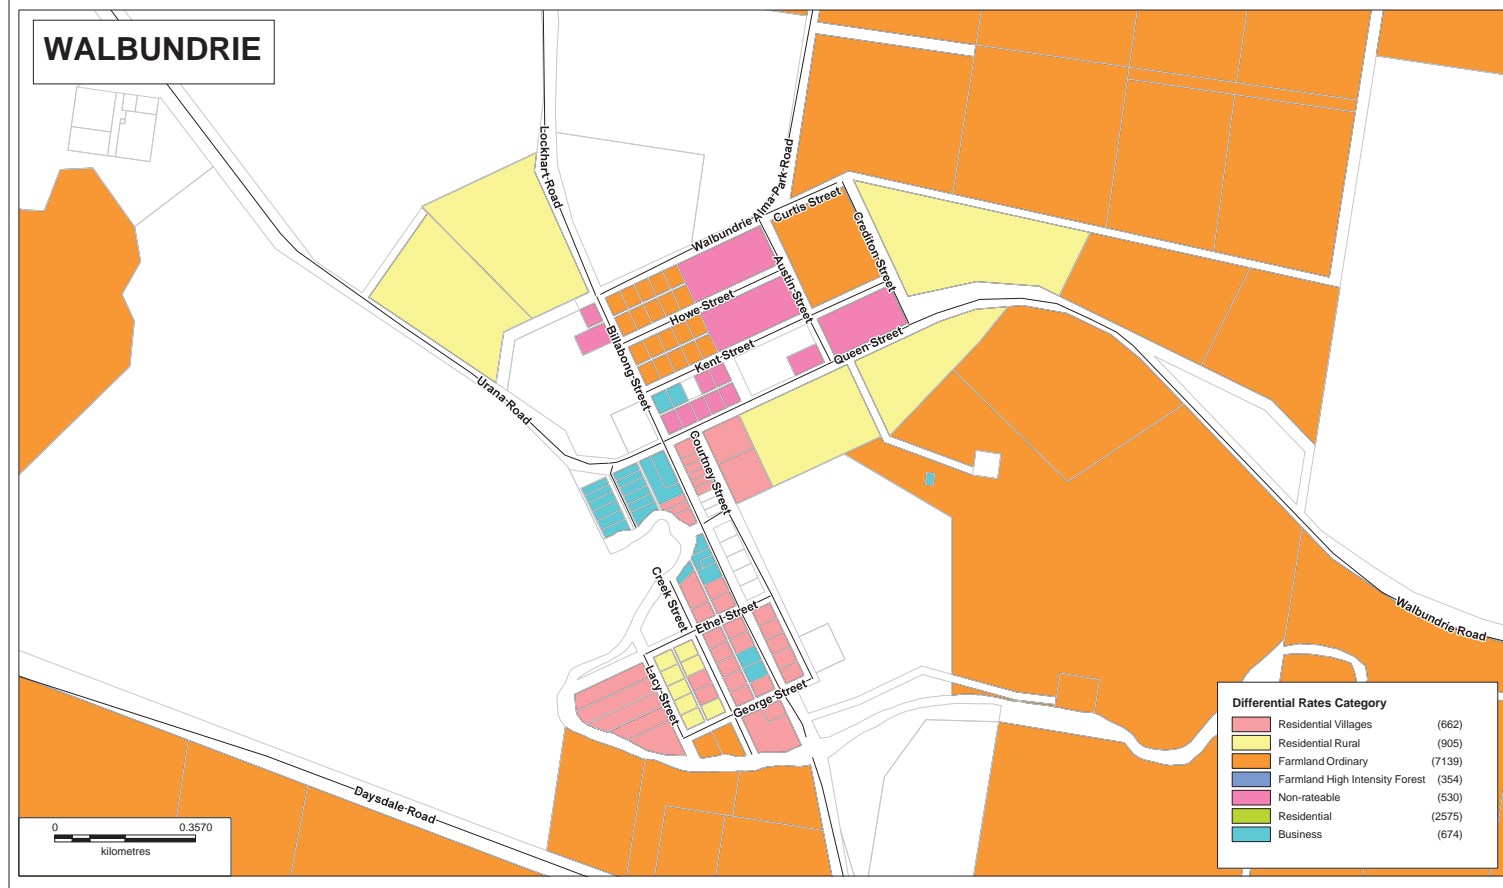 WALBUNDRIE
Lockhart Road
Walbundrie Alma Park Road
Curtis Street
Crediton Street
Austin Street
Howe Street
Kent Street
Queen Street
Billabong Street
Urana Road
Courtney Street
Creek Street
Ethel Street
Lacy Street
George Street
Walbundrie Road
Daysdale Road
0 0.3570
kilometres
Differential Rates Category
Residential Villages (662)
Residential Rural (905)
Farmland Ordinary (7139)
Farmland High Intensity Forest (354)
Non-rateable (530)
Residential (2575)
Business (674)